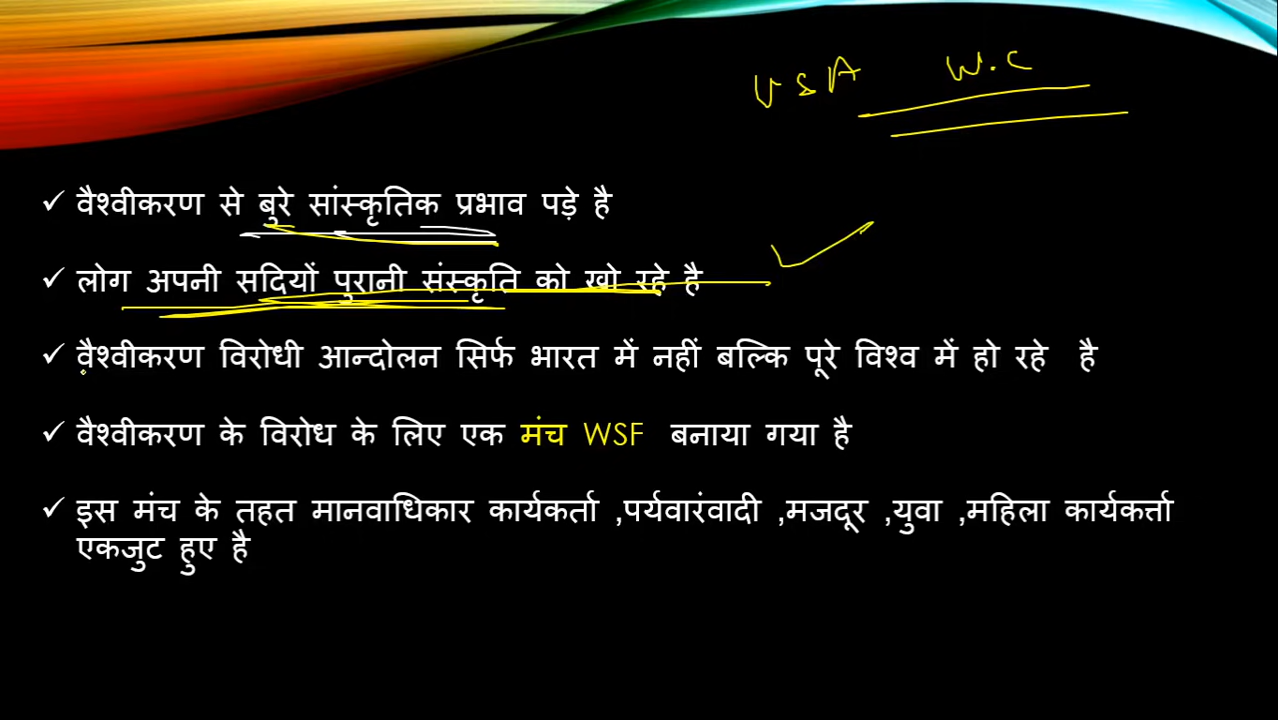 USA W.C
✓ वैश्वीकरण से बुरे सांस्कृतिक प्रभाव पड़े है
✓ लोग अपनी सदियों पुरानी संस्कृति को खो रहे है
✓ वैश्वीकरण विरोधी आन्दोलन सिर्फ भारत में नहीं बल्कि पूरे विश्व में हो रहे है
✓ वैश्वीकरण के विरोध के लिए एक मंच WSF बनाया गया है
✓ इस मंच के तहत मानवाधिकार कार्यकर्ता ,पर्यवारंवादी ,मजदूर ,युवा ,महिला कार्यकर्त्ता
एकजुट हुए है